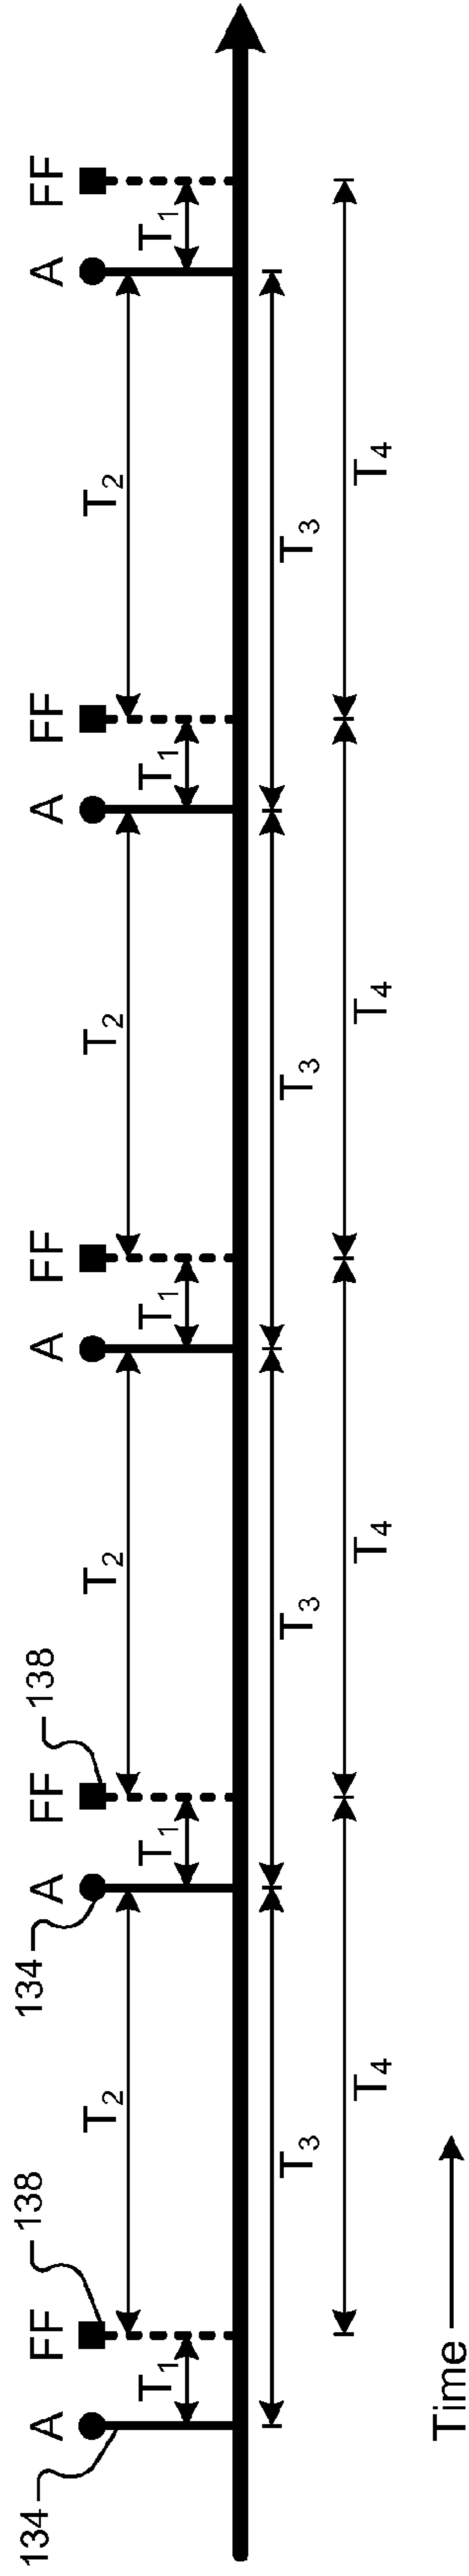 134 138 134 138
A FF A FF A FF A FF A FF
T₂ T₂ T₂ T₂
T₁ T₁ T₁ T₁ T₁
T₃ T₃ T₃ T₃
T₄ T₄ T₄ T₄
Time